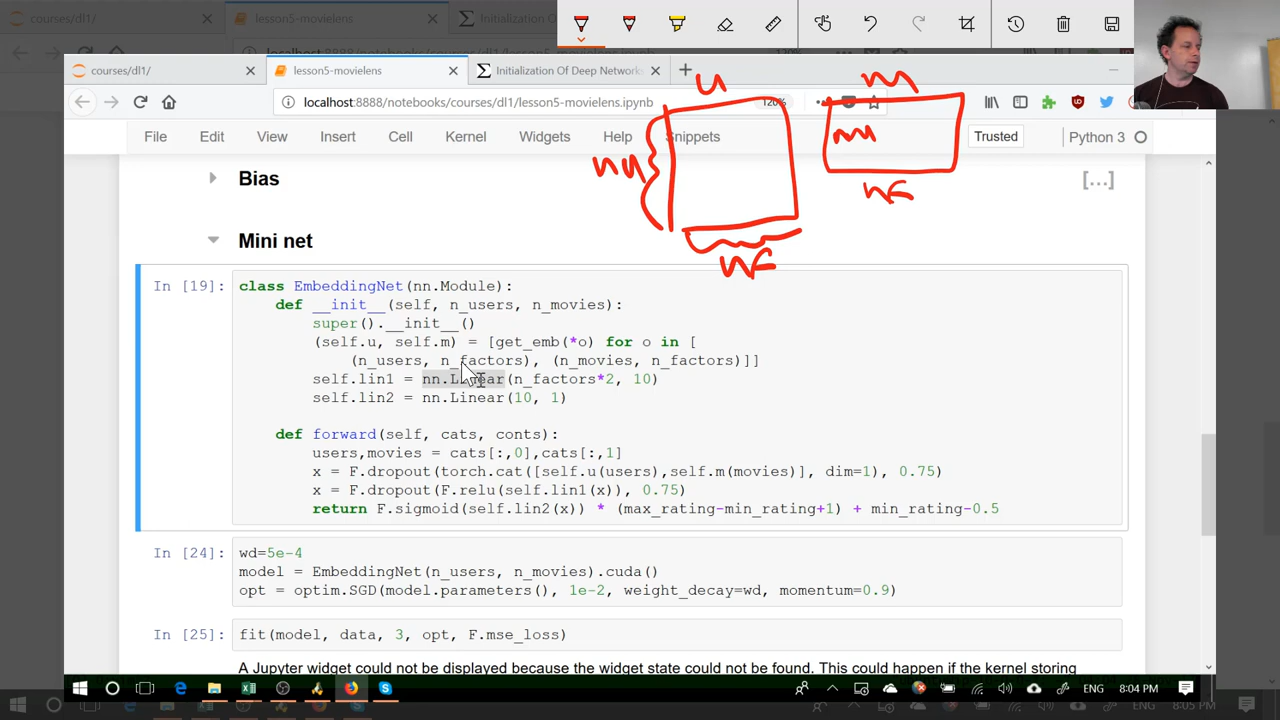 courses/dl1/
lesson5-movielens
Initialization Of Deep Network
localhost:8888/notebooks/courses/dl1/lesson5-movielens.ipynb
120%
File Edit View Insert Cell Kernel Widgets Help Snippets
Trusted
Python 3
u
m
nu
nm
nf
nf
Bias
[...]
Mini net
In [19]:
class EmbeddingNet(nn.Module):
def __init__(self, n_users, n_movies):
super().__init__()
(self.u, self.m) = [get_emb(*o) for o in [
(n_users, n_factors), (n_movies, n_factors)]]
self.lin1 = nn.Linear(n_factors*2, 10)
self.lin2 = nn.Linear(10, 1)
def forward(self, cats, conts):
users,movies = cats[:,0],cats[:,1]
x = F.dropout(torch.cat([self.u(users),self.m(movies)], dim=1), 0.75)
x = F.dropout(F.relu(self.lin1(x)), 0.75)
return F.sigmoid(self.lin2(x)) * (max_rating-min_rating+1) + min_rating-0.5
In [24]:
wd=5e-4
model = EmbeddingNet(n_users, n_movies).cuda()
opt = optim.SGD(model.parameters(), 1e-2, weight_decay=wd, momentum=0.9)
In [25]:
fit(model, data, 3, opt, F.mse_loss)
A Jupyter widget could not be displayed because the widget state could not be found. This could happen if the kernel storing
ENG
8:04 PM
ENG
8:05 PM